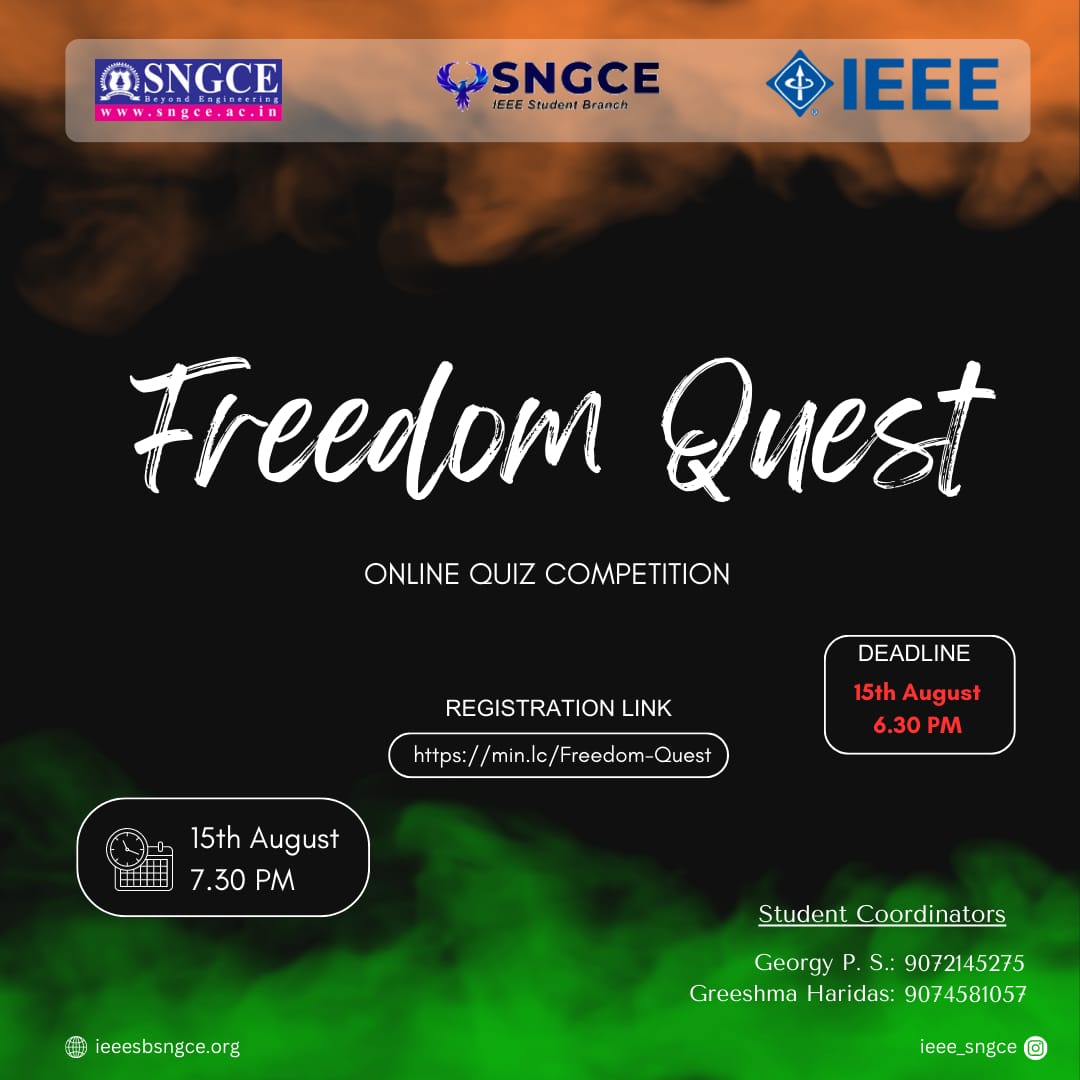 SNGCE
Beyond Engineering
www.sngce.ac.in
SNGCE
IEEE Student Branch
IEEE
Freedom Quest
ONLINE QUIZ COMPETITION
DEADLINE
15th August
6.30 PM
REGISTRATION LINK
https://min.lc/Freedom-Quest
15th August
7.30 PM
Student Coordinators
Georgy P. S.: 9072145275
Greeshma Haridas: 9074581057
ieeesbsngce.org
ieee_sngce